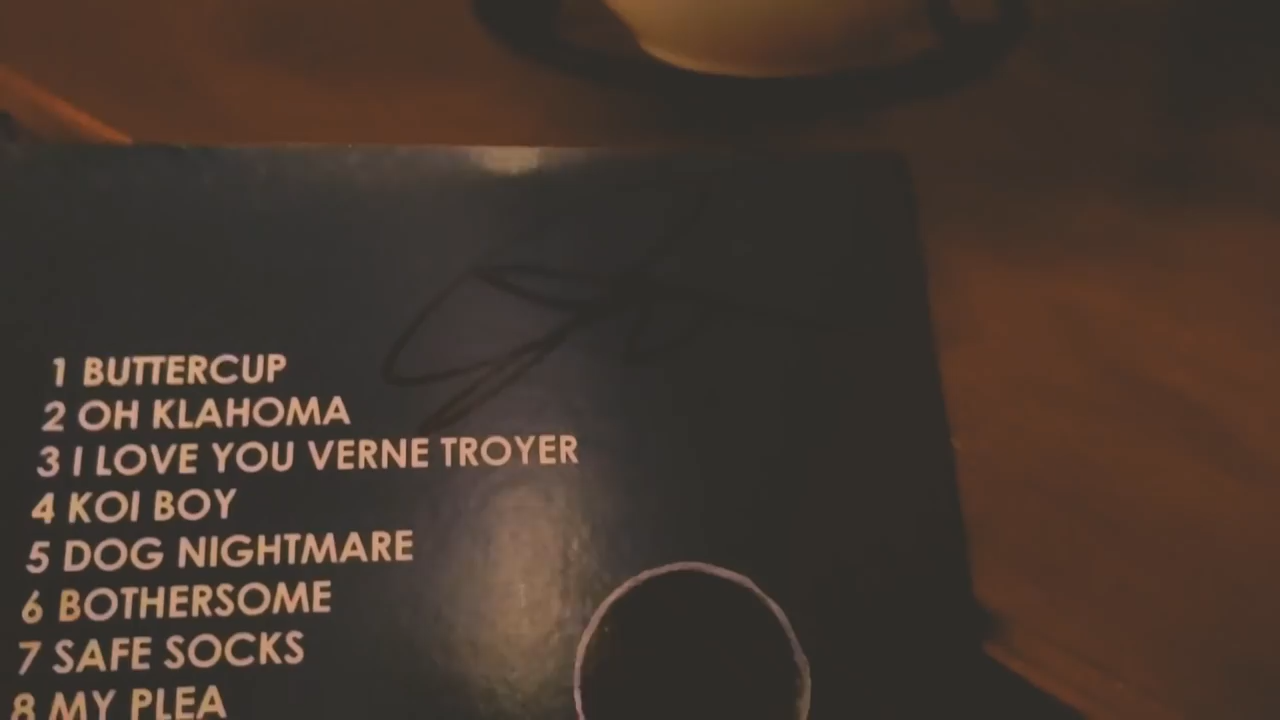 1 BUTTERCUP
2 OH KLAHOMA
3 I LOVE YOU VERNE TROYER
4 KOI BOY
5 DOG NIGHTMARE
6 BOTHERSOME
7 SAFE SOCKS
8 MY PLEA